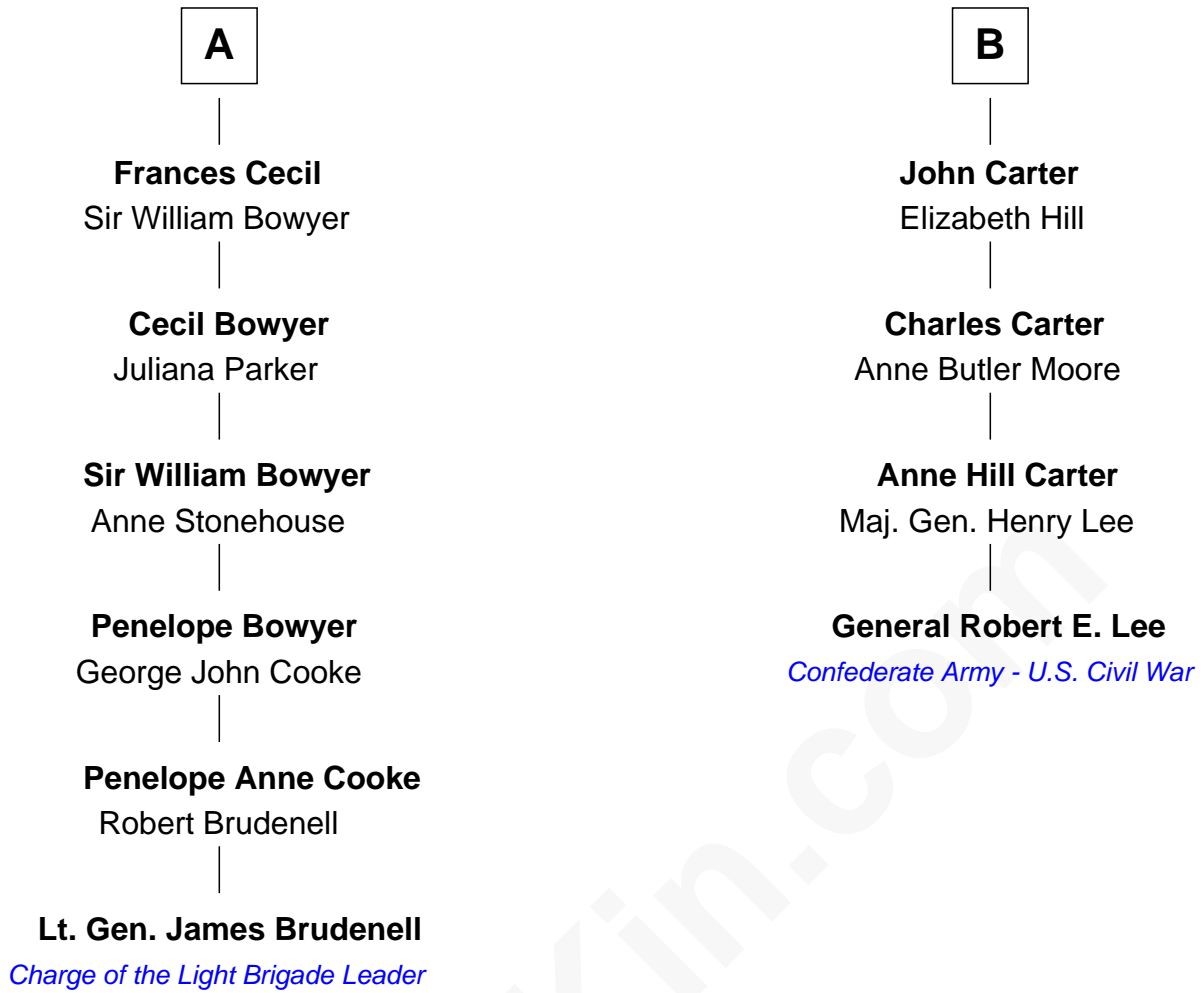 A
Frances Cecil
Sir William Bowyer
Cecil Bowyer
Juliana Parker
Sir William Bowyer
Anne Stonehouse
Penelope Bowyer
George John Cooke
Penelope Anne Cooke
Robert Brudenell
Lt. Gen. James Brudenell
Charge of the Light Brigade Leader
B
John Carter
Elizabeth Hill
Charles Carter
Anne Butler Moore
Anne Hill Carter
Maj. Gen. Henry Lee
General Robert E. Lee
Confederate Army - U.S. Civil War